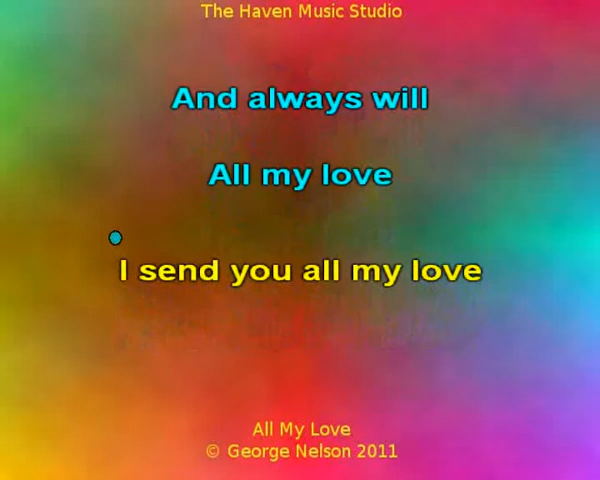 The Haven Music Studio
And always will
All my love
I send you all my love
All My Love
© George Nelson 2011